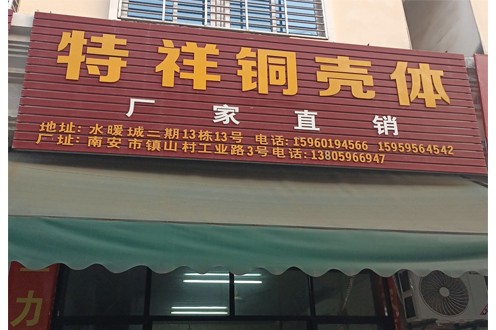 特祥铜壳体
厂家直销
地址: 水暖城二期13栋13号 电话: 15960194566 15959564542
厂址: 南安市镇山村工业路3号电话: 13805966947
力